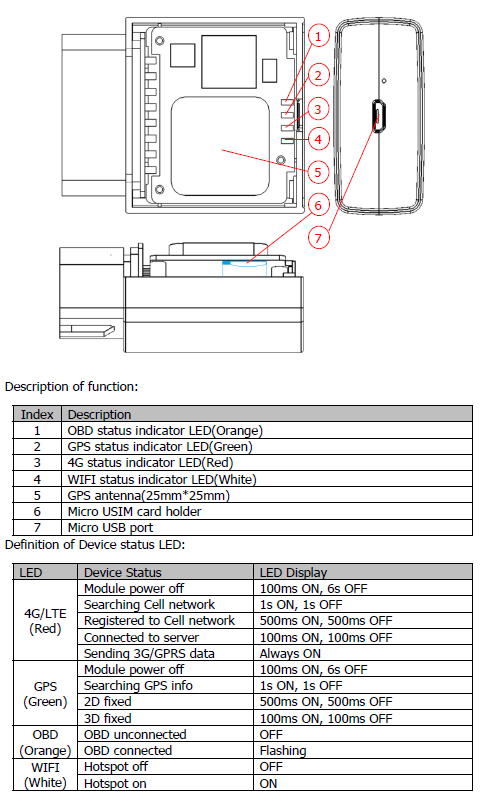 1
2
3
4
5
6
7
Description of function:
Index Description
1 OBD status indicator LED(Orange)
2 GPS status indicator LED(Green)
3 4G status indicator LED(Red)
4 WIFI status indicator LED(White)
5 GPS antenna(25mm*25mm)
6 Micro USIM card holder
7 Micro USB port
Definition of Device status LED:
LED Device Status LED Display
4G/LTE
(Red)
Module power off 100ms ON, 6s OFF
Searching Cell network 1s ON, 1s OFF
Registered to Cell network 500ms ON, 500ms OFF
Connected to server 100ms ON, 100ms OFF
Sending 3G/GPRS data Always ON
GPS
(Green)
Module power off 100ms ON, 6s OFF
Searching GPS info 1s ON, 1s OFF
2D fixed 500ms ON, 500ms OFF
3D fixed 100ms ON, 100ms OFF
OBD
(Orange)
OBD unconnected OFF
OBD connected Flashing
WIFI
(White)
Hotspot off OFF
Hotspot on ON